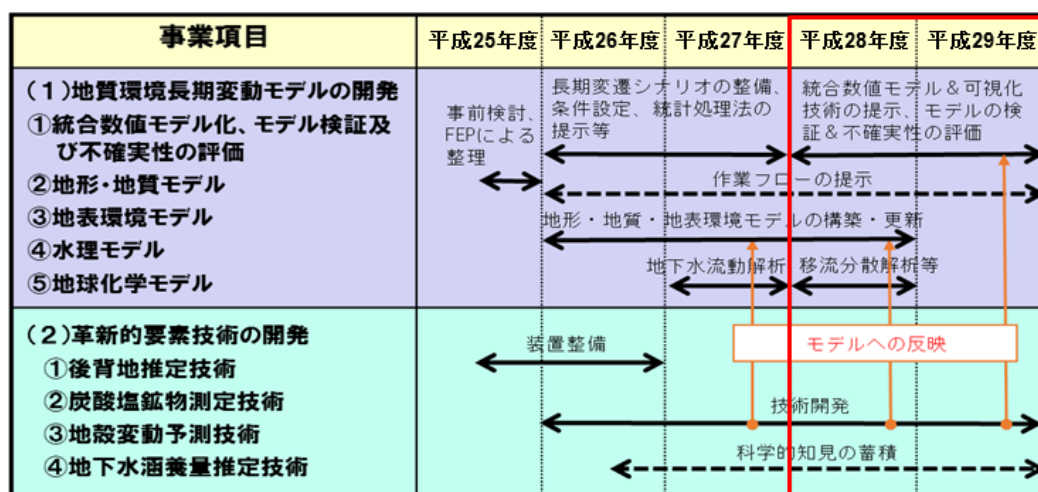 事業項目
平成25年度
平成26年度
平成27年度
平成28年度
平成29年度
(1)地質環境長期変動モデルの開発
①統合数値モデル化、モデル検証及
び不確実性の評価
②地形・地質モデル
③地表環境モデル
④水理モデル
⑤地球化学モデル
事前検討、
FEPによる
整理
長期変遷シナリオの整備、
条件設定、統計処理法の
提示等
統合数値モデル&可視化
技術の提示、モデルの検
証&不確実性の評価
作業フローの提示
地形・地質・地表環境モデルの構築・更新
地下水流動解析
移流分散解析等
(2)革新的要素技術の開発
①後背地推定技術
②炭酸塩鉱物測定技術
③地殻変動予測技術
④地下水涵養量推定技術
装置整備
モデルへの反映
技術開発
科学的知見の蓄積